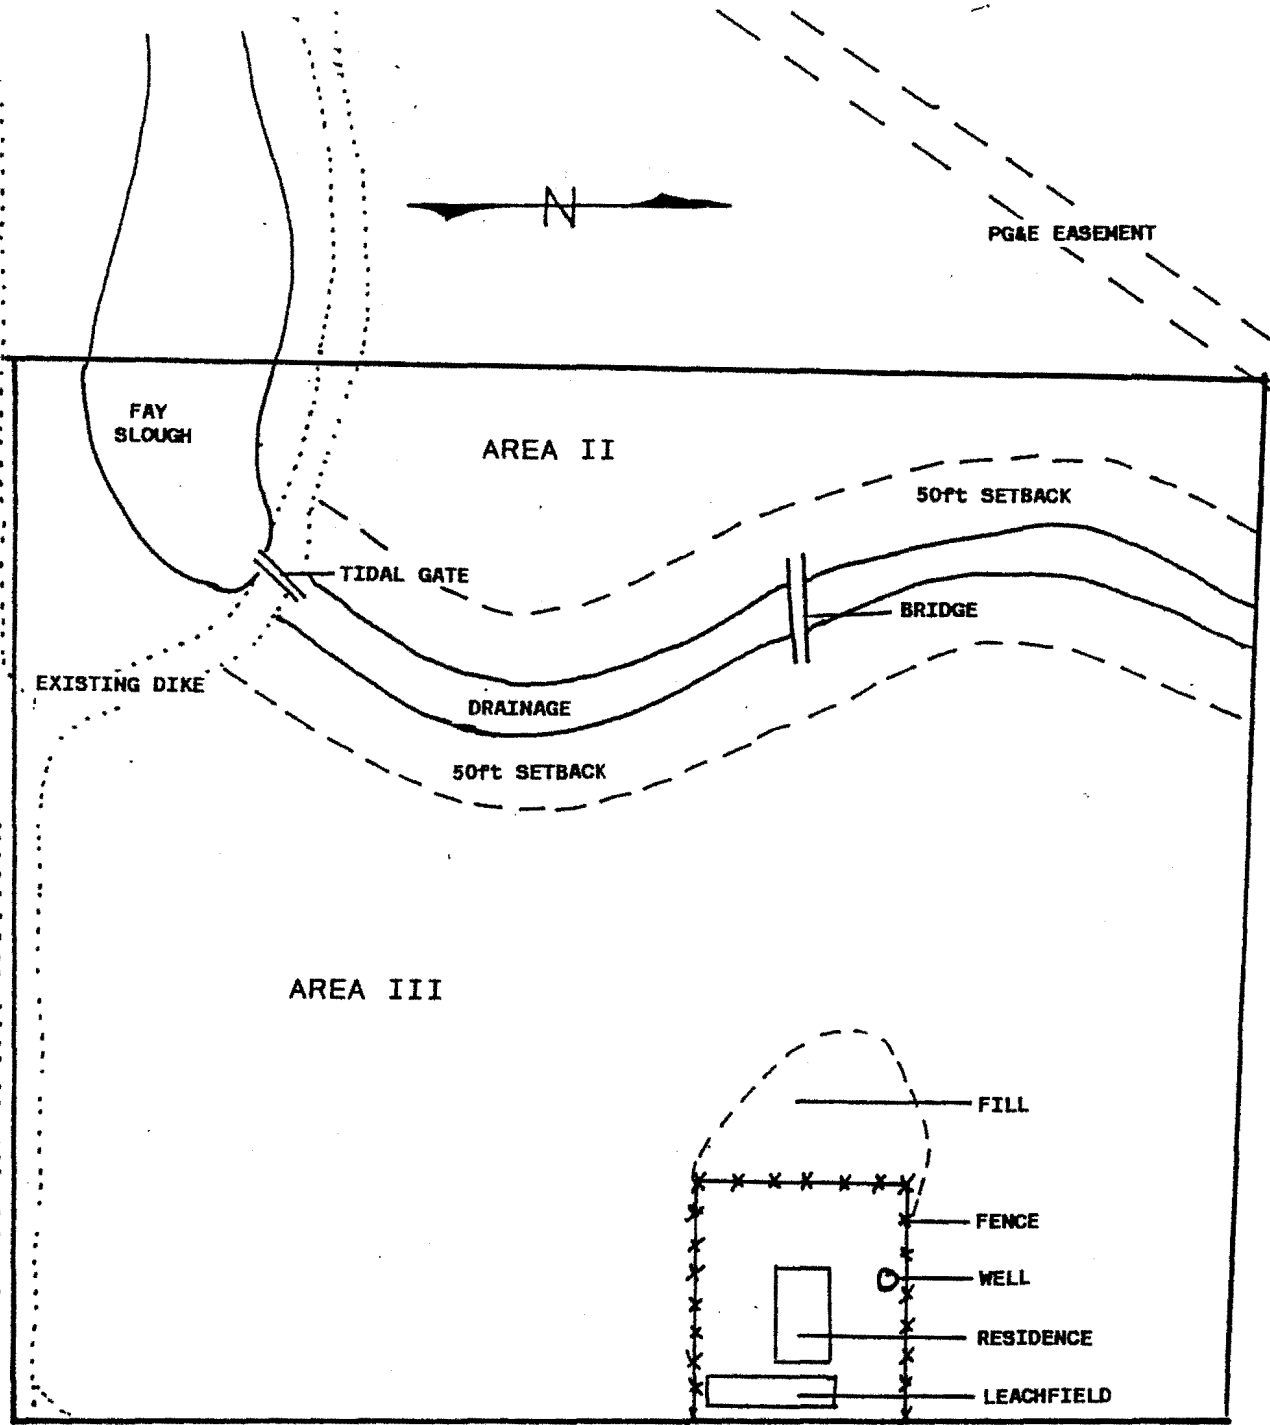 N
PG&E EASEMENT
FAY
SLOUGH
AREA II
50ft SETBACK
TIDAL GATE
BRIDGE
EXISTING DIKE
DRAINAGE
50ft SETBACK
AREA III
FILL
FENCE
WELL
RESIDENCE
LEACHFIELD